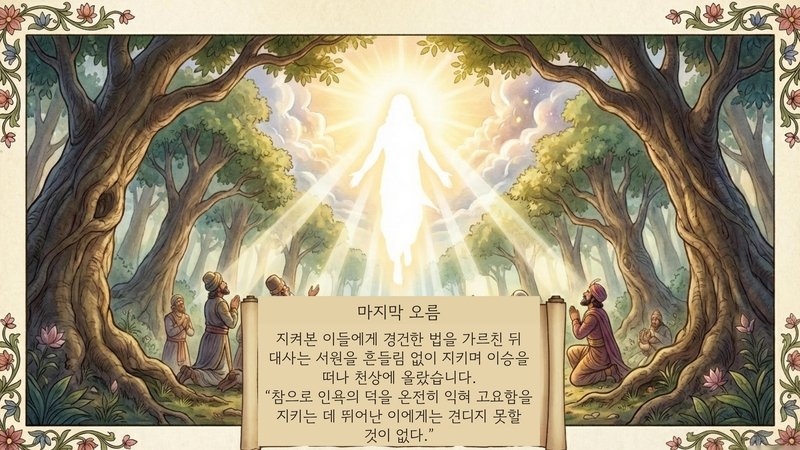 마지막 오름
지켜본 이들에게 경건한 법을 가르친 뒤
대사는 서원을 흔들림 없이 지키며 이승을
떠나 천상에 올랐습니다.
“참으로 인욕의 덕을 온전히 익혀 고요함을
지키는 데 뛰어난 이에게는 견디지 못할
것이 없다.”